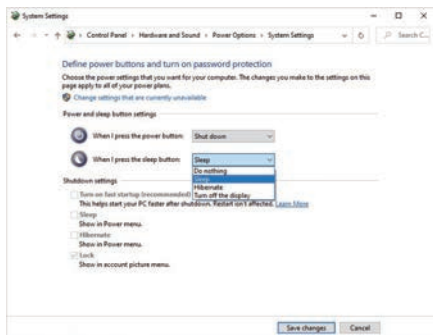 System Settings
Control Panel › Hardware and Sound › Power Options › System Settings
Search C...
Define power buttons and turn on password protection
Choose the power settings that you want for your computer. The changes you make to the settings on this
page apply to all of your power plans.
Change settings that are currently unavailable
Power and sleep button settings
When I press the power button: Shut down
When I press the sleep button: Sleep
Do nothing
Sleep
Hibernate
Turn off the display
Shutdown settings
Turn on fast startup (recommended)
This helps start your PC faster after shutdown. Restart isn't affected. Learn More
Sleep
Show in Power menu.
Hibernate
Show in Power menu.
Lock
Show in account picture menu.
Save changes
Cancel